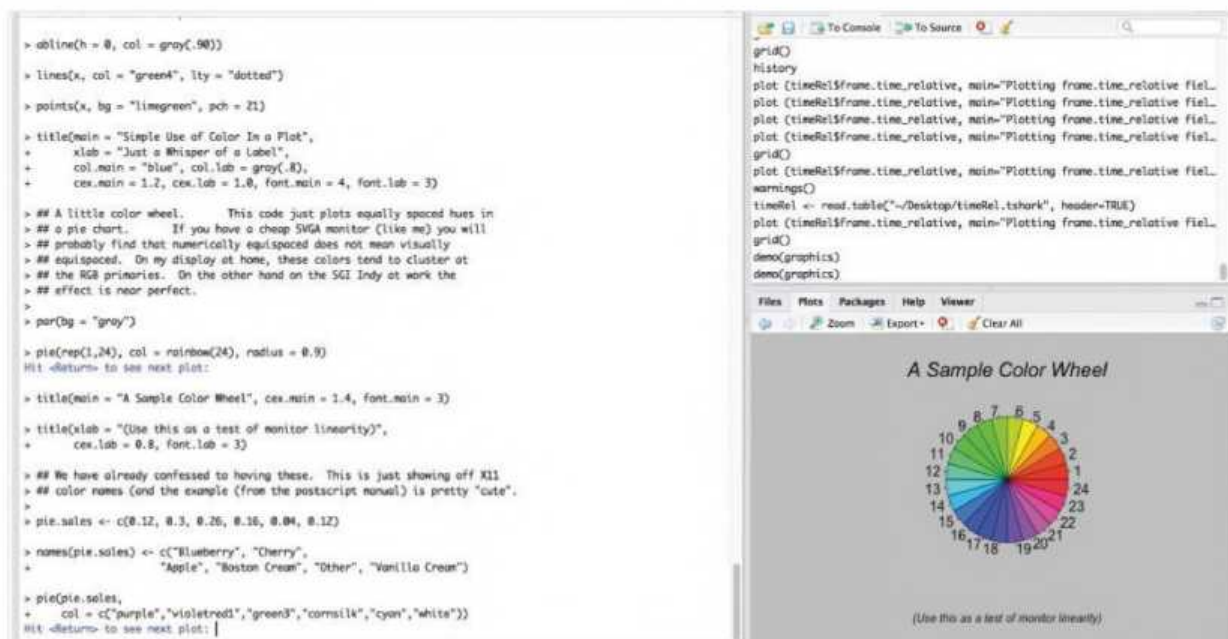 > abline(h = 0, col = gray(.90))
> lines(x, col = "green4", lty = "dotted")
> points(x, bg = "limegreen", pch = 21)
> title(main = "Simple Use of Color In a Plot",
+ xlab = "Just a Whisper of a Label",
+ col.main = "blue", col.lab = gray(.8),
+ cex.main = 1.2, cex.lab = 1.0, font.main = 4, font.lab = 3)
> ## A little color wheel. This code just plots equally spaced hues in
> ## a pie chart. If you have a cheap SVGA monitor (like me) you will
> ## probably find that numerically equispaced does not mean visually
> ## equispaced. On my display at home, these colors tend to cluster at
> ## the RGB primaries. On the other hand on the SGI Indy at work the
> ## effect is near perfect.
>
> par(bg = "gray")
> pie(rep(1,24), col = rainbow(24), radius = 0.9)
Hit <Return> to see next plot:
> title(main = "A Sample Color Wheel", cex.main = 1.4, font.main = 3)
> title(xlab = "(Use this as a test of monitor linearity)",
+ cex.lab = 0.8, font.lab = 3)
> ## We have already confessed to having these. This is just showing off X11
> ## color names (and the example (from the postscript manual) is pretty "cute".
>
> pie.sales <- c(0.12, 0.3, 0.26, 0.16, 0.04, 0.12)
> names(pie.sales) <- c("Blueberry", "Cherry",
+ "Apple", "Boston Cream", "Other", "Vanilla Cream")
> pie(pie.sales,
+ col = c("purple","violetred1","green3","cornsilk","cyan","white"))
Hit <Return> to see next plot:
To Console To Source
grid()
history
plot (timeRel$frame.time_relative, main="Plotting frame.time_relative fiel…
plot (timeRel$frame.time_relative, main="Plotting frame.time_relative fiel…
plot (timeRel$frame.time_relative, main="Plotting frame.time_relative fiel…
plot (timeRel$frame.time_relative, main="Plotting frame.time_relative fiel…
grid()
plot (timeRel$frame.time_relative, main="Plotting frame.time_relative fiel…
warnings()
timeRel <- read.table("~/Desktop/timeRel.tshark", header=TRUE)
plot (timeRel$frame.time_relative, main="Plotting frame.time_relative fiel…
grid()
demo(graphics)
demo(graphics)
Files Plots Packages Help Viewer
Zoom Export Clear All
A Sample Color Wheel
1
2
3
4
5
6
7
8
9
10
11
12
13
14
15
16
17
18
19
20
21
22
23
24
(Use this as a test of monitor linearity)